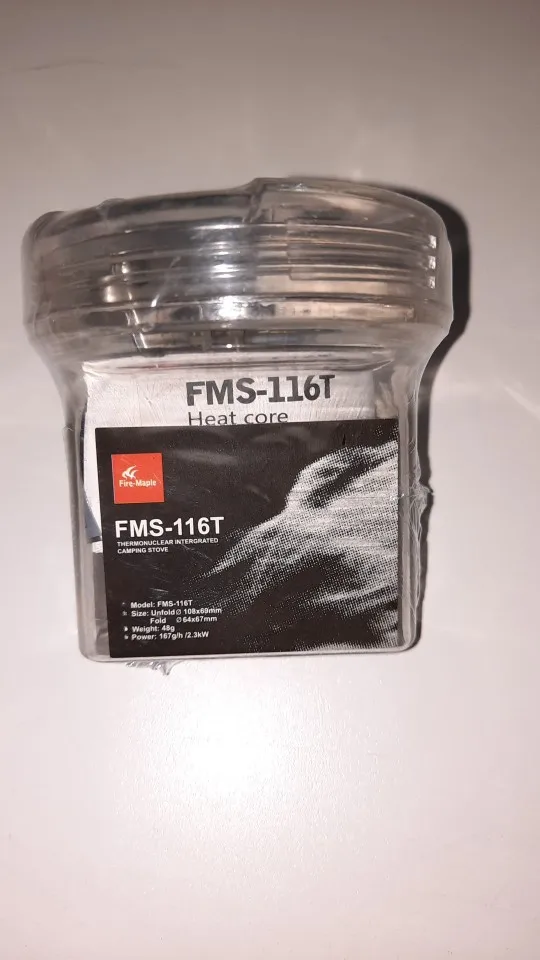 FMS-116T
Heat core
Fire-Maple
FMS-116T
THERMONUCLEAR INTERGRATED
CAMPING STOVE
Model: FMS-116T
Size: Unfold Ø 108x69mm
Fold Ø 64x67mm
Weight: 48g
Power: 167g/h /2.3kW